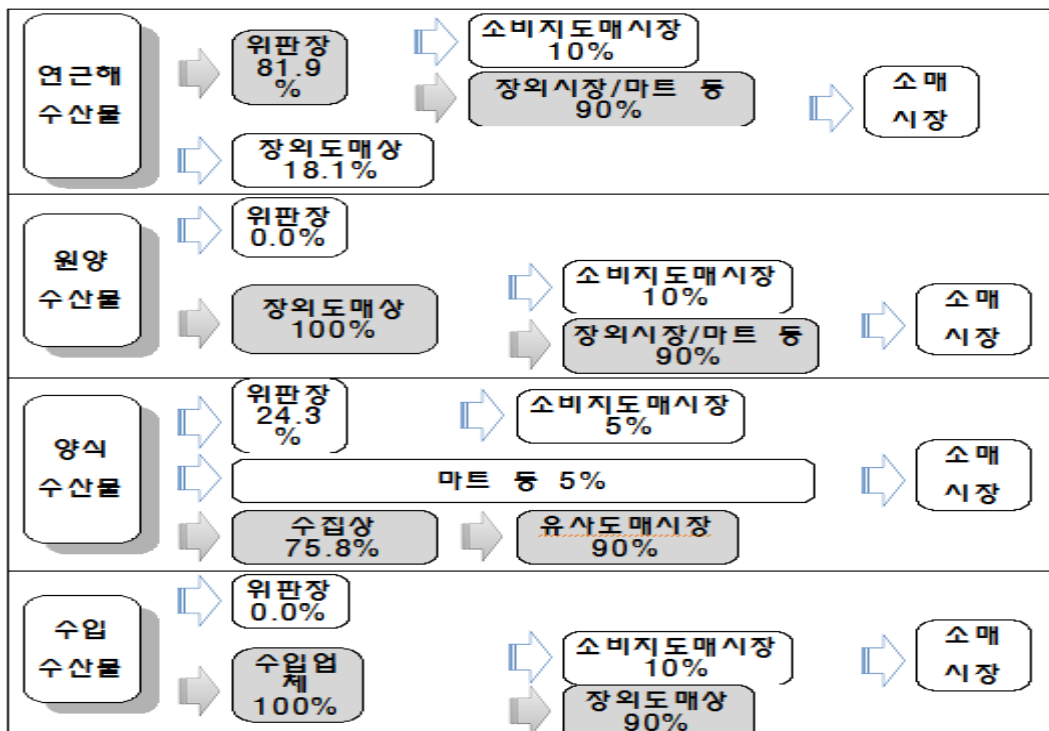 연근해
수산물
위판장
81.9
%
소비지도매시장
10%
장외시장/마트 등
90%
소매
시장
장외도매상
18.1%
원양
수산물
위판장
0.0%
장외도매상
100%
소비지도매시장
10%
장외시장/마트 등
90%
소매
시장
양식
수산물
위판장
24.3
%
소비지도매시장
5%
마트 등 5%
수집상
75.8%
유사도매시장
90%
소매
시장
수입
수산물
위판장
0.0%
수입업
체
100%
소비지도매시장
10%
장외도매상
90%
소매
시장